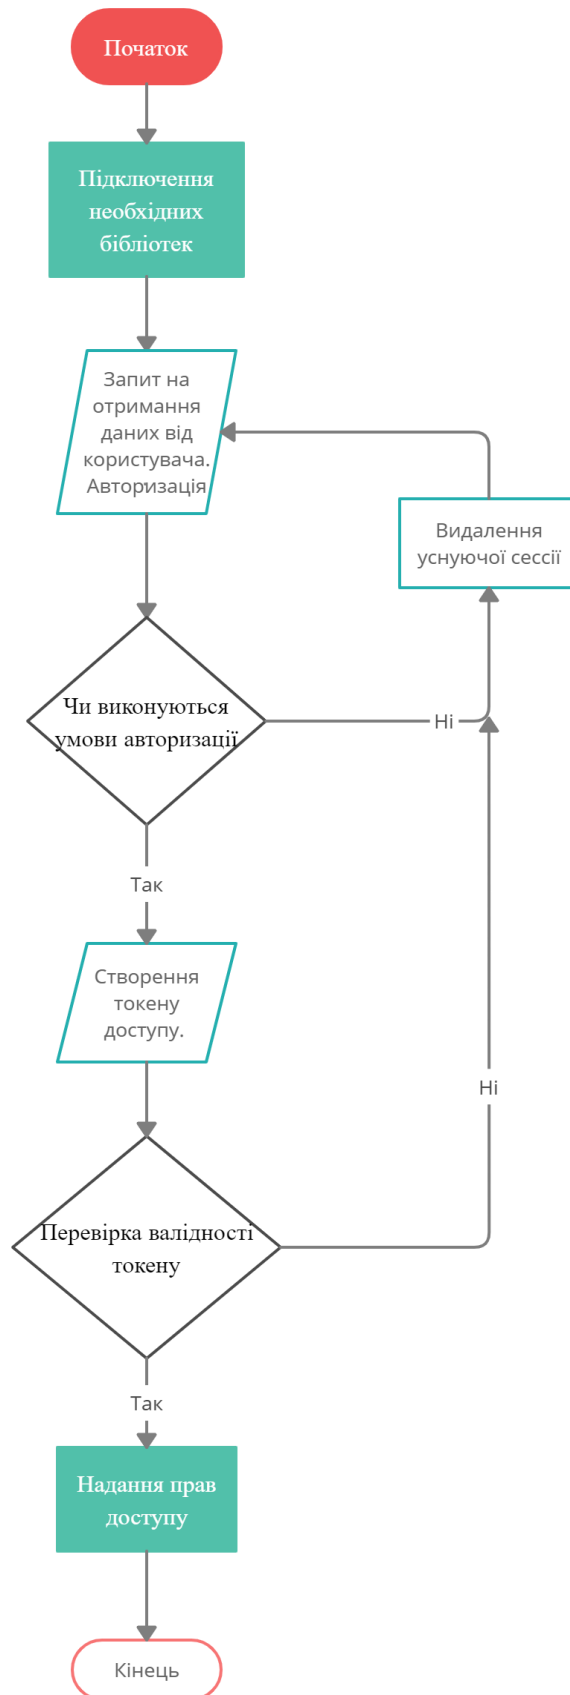 Початок
Підключення
необхідних
бібліотек
Запит на
отримання
даних від
користувача.
Авторизація
Видалення
уснуючої сессії
Чи виконуються
умови авторизації
Ні
Так
Створення
токену
доступу.
Ні
Перевірка валідності
токену
Так
Надання прав
доступу
Кінець